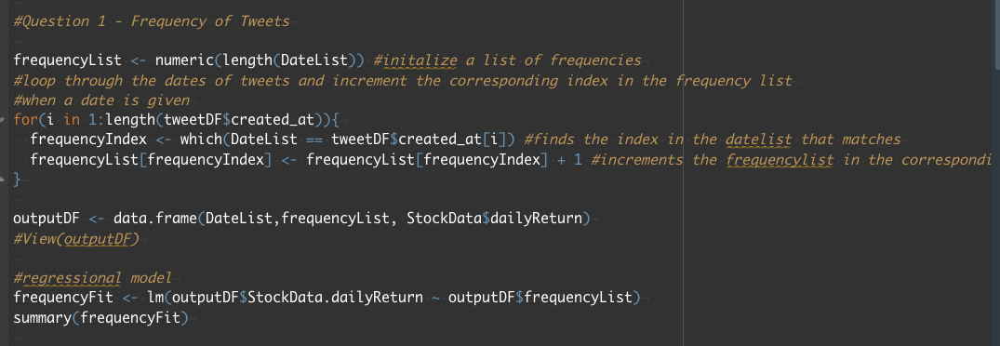 #Question 1 - Frequency of Tweets
frequencyList <- numeric(length(DateList)) #initalize a list of frequencies
#loop through the dates of tweets and increment the corresponding index in the frequency list
#when a date is given
for(i in 1:length(tweetDF$created_at)){
frequencyIndex <- which(DateList == tweetDF$created_at[i]) #finds the index in the datelist that matches
frequencyList[frequencyIndex] <- frequencyList[frequencyIndex] + 1 #increments the frequencylist in the correspondi
}
outputDF <- data.frame(DateList,frequencyList, StockData$dailyReturn)
#View(outputDF)
#regressional model
frequencyFit <- lm(outputDF$StockData.dailyReturn ~ outputDF$frequencyList)
summary(frequencyFit)